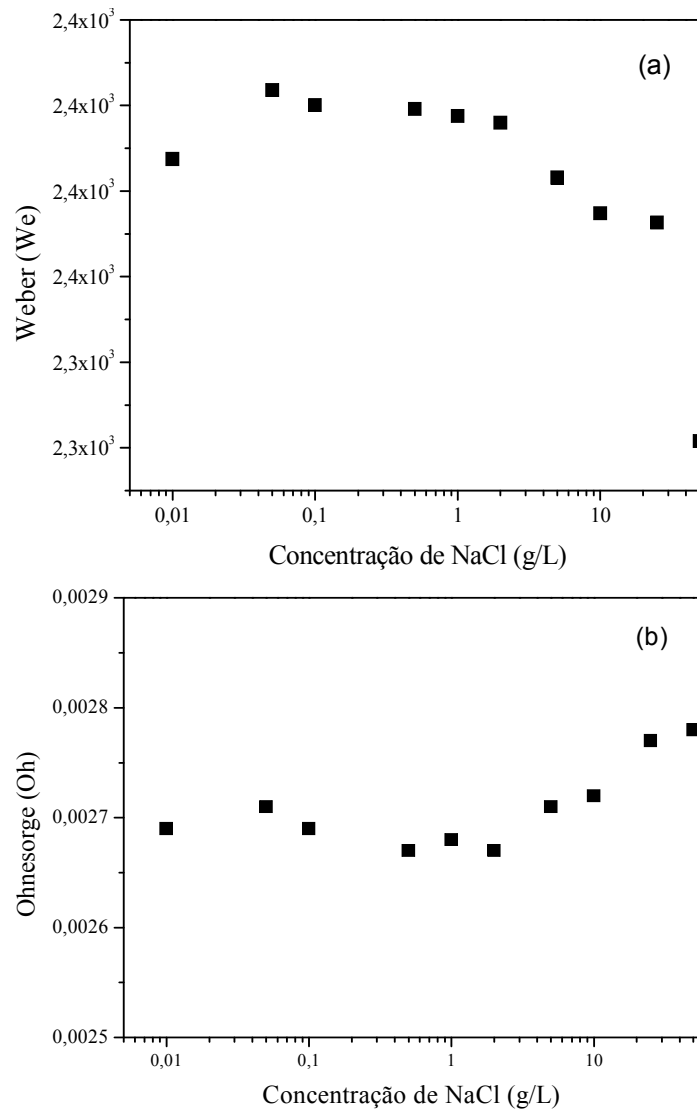 (a)
2,4x10³
2,4x10³
2,4x10³
2,4x10³
2,3x10³
2,3x10³
Weber (We)
0,01 0,1 1 10
Concentração de NaCl (g/L)
(b)
0,0029
0,0028
0,0027
0,0026
0,0025
Ohnesorge (Oh)
0,01 0,1 1 10
Concentração de NaCl (g/L)